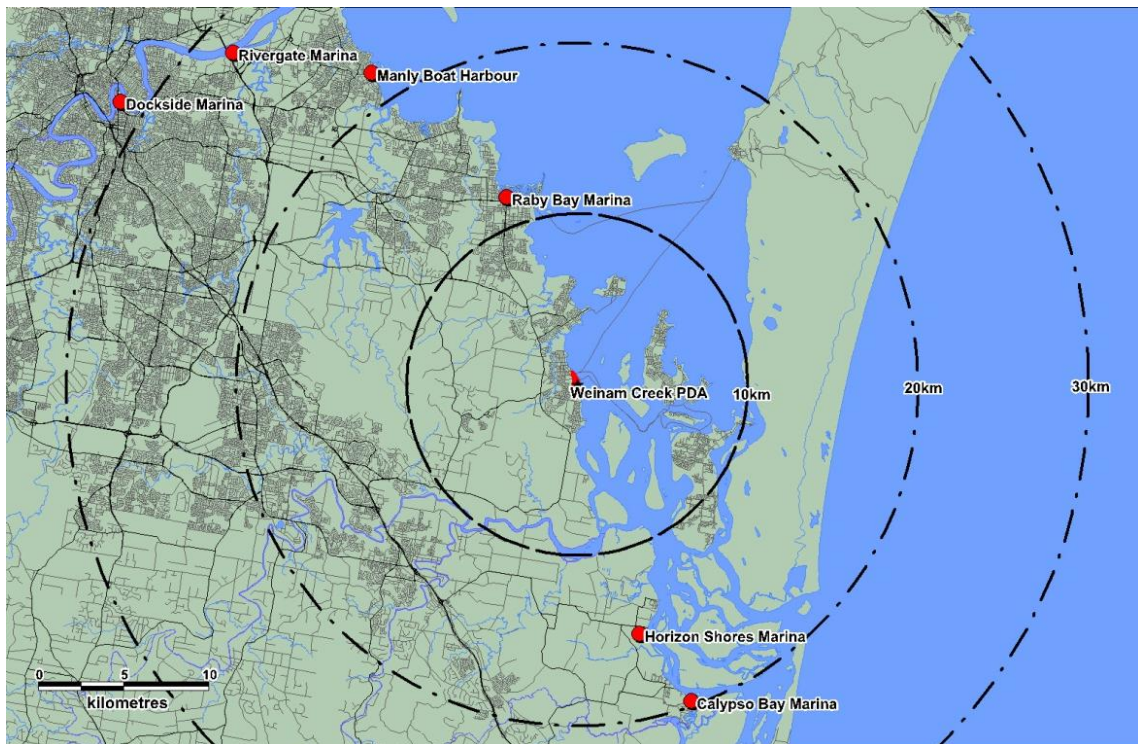 Rivergate Marina
Manly Boat Harbour
Dockside Marina
Raby Bay Marina
Weinam Creek PDA
10km
20km
30km
Horizon Shores Marina
Calypso Bay Marina
0 5 10
kilometres